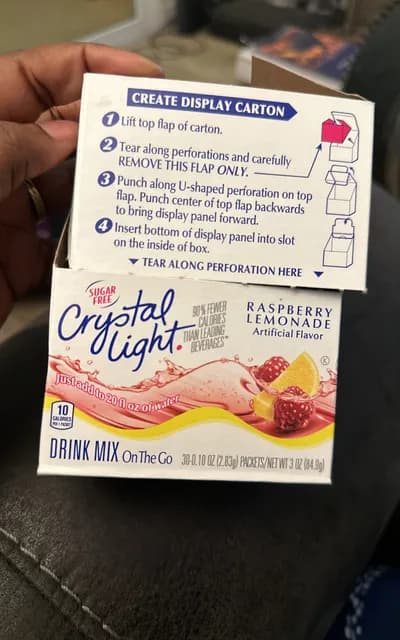 CREATE DISPLAY CARTON
1 Lift top flap of carton.
2 Tear along perforations and carefully
REMOVE THIS FLAP ONLY.
3 Punch along U-shaped perforation on top
flap. Punch center of top flap backwards
to bring display panel forward.
4 Insert bottom of display panel into slot
on the inside of box.
▼ TEAR ALONG PERFORATION HERE ▼
SUGAR
FREE
Crystal
Light.
90% FEWER
CALORIES
THAN LEADING
BEVERAGES*
RASPBERRY
LEMONADE
Artificial Flavor
K
Just add to 20 fl oz of water
10
CALORIES
PER 1 PACKET
DRINK MIX On The Go
30-0.10 OZ (2.83g) PACKETS/NET WT 3 OZ (84.9g)